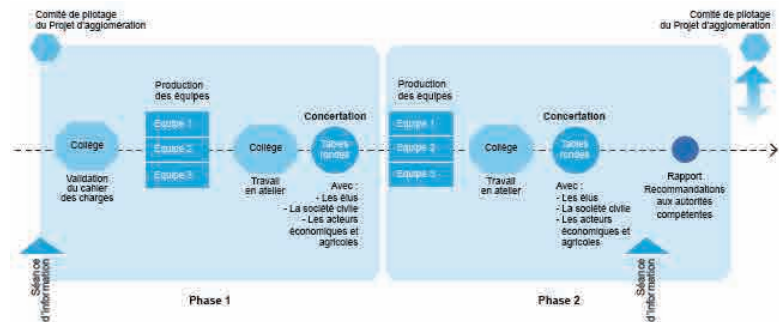 Comité de pilotage
du Projet d'agglomération
Comité de pilotage
du Projet d'agglomération
Production
des équipes
Production
des équipes
Concertation
Concertation
Collège
Equipe 1
Equipe 2
Equipe 3
Collège
Tables
rondes
Equipe 1
Equipe 2
Equipe 3
Collège
Tables
rondes
Validation
du cahier
des charges
Travail
en atelier
Avec :
- Les élus
- La société civile
- Les acteurs
économiques et
agricoles
Travail
en atelier
Avec :
- Les élus
- La société civile
- Les acteurs
économiques et
agricoles
Rapport
Recommandations
aux autorités
compétentes
Séance
d'information
Phase 1
Phase 2
Séance
d'information